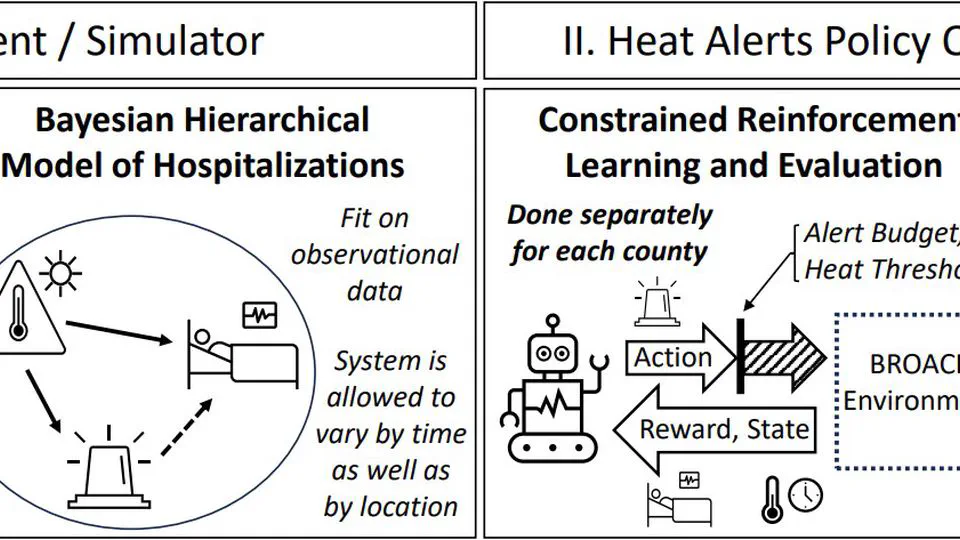 ent / Simulator
Bayesian Hierarchical
Model of Hospitalizations
Fit on
observational
data
System is
allowed to
vary by time
as well as
by location
II. Heat Alerts Policy O
Constrained Reinforcement
Learning and Evaluation
Done separately
for each county
Alert Budget,
Heat Thresho
Action
Reward, State
BROACH
Environm